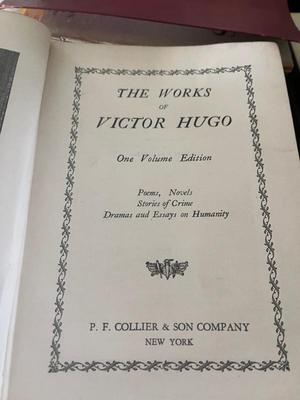 THE WORKS
OF
VICTOR HUGO
One Volume Edition
Poems, Novels
Stories of Crime
Dramas and Essays on Humanity
P. F. COLLIER & SON COMPANY
NEW YORK